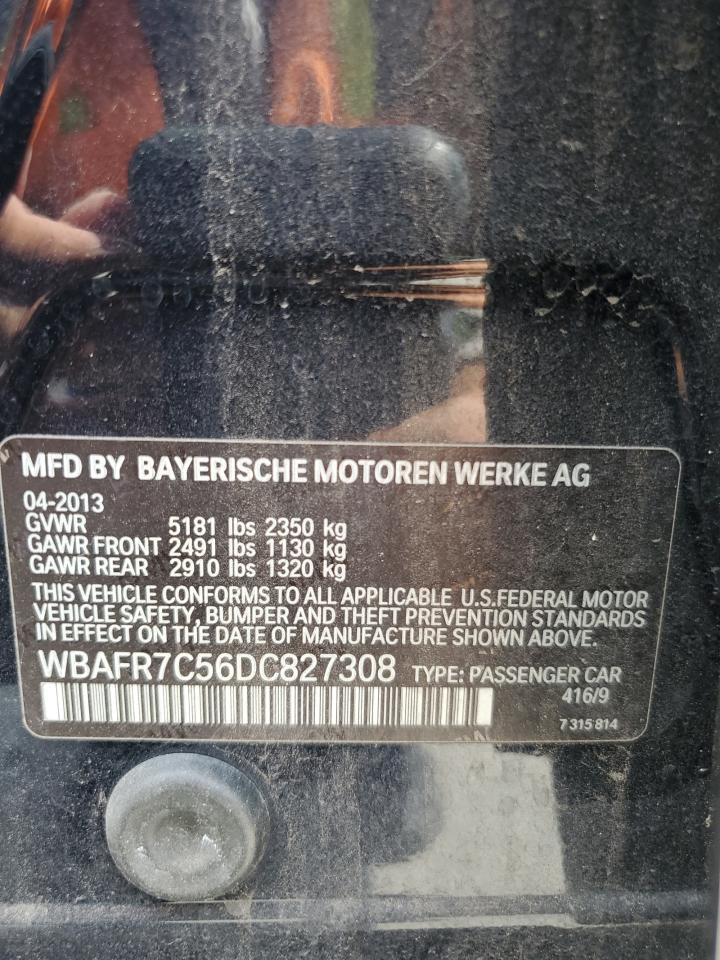 MFD BY BAYERISCHE MOTOREN WERKE AG
04-2013
GVWR 5181 lbs 2350 kg
GAWR FRONT 2491 lbs 1130 kg
GAWR REAR 2910 lbs 1320 kg
THIS VEHICLE CONFORMS TO ALL APPLICABLE U.S.FEDERAL MOTOR
VEHICLE SAFETY, BUMPER AND THEFT PREVENTION STANDARDS
IN EFFECT ON THE DATE OF MANUFACTURE SHOWN ABOVE.
WBAFR7C56DC827308 TYPE: PASSENGER CAR
416/9
7 315 814